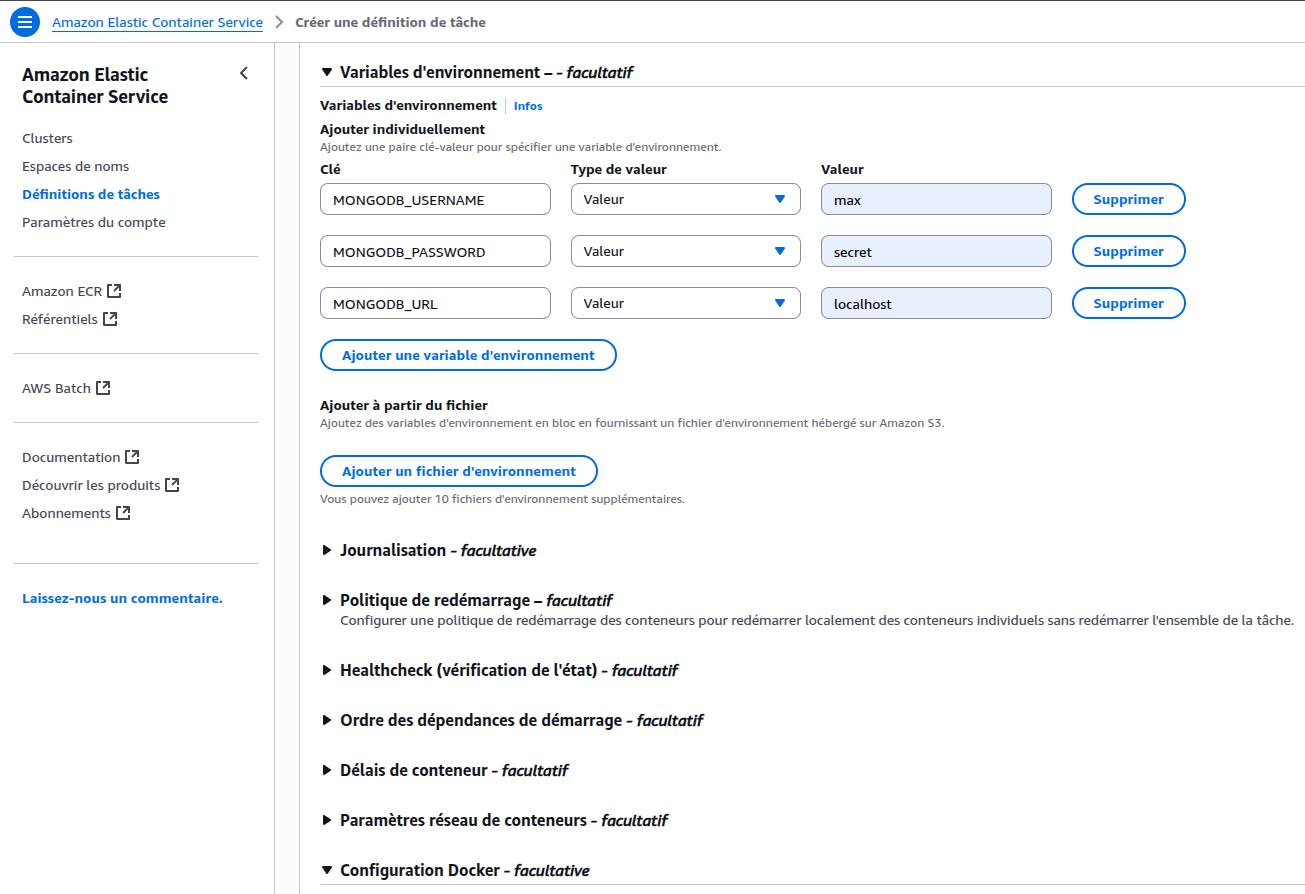 Amazon Elastic Container Service > Créer une définition de tâche
Amazon Elastic
Container Service
Clusters
Espaces de noms
Définitions de tâches
Paramètres du compte
Amazon ECR
Référentiels
AWS Batch
Documentation
Découvrir les produits
Abonnements
Laissez-nous un commentaire.
Variables d'environnement – - facultatif
Variables d'environnement | Infos
Ajouter individuellement
Ajoutez une paire clé-valeur pour spécifier une variable d'environnement.
Clé Type de valeur Valeur
MONGODB_USERNAME Valeur max Supprimer
MONGODB_PASSWORD Valeur secret Supprimer
MONGODB_URL Valeur localhost Supprimer
Ajouter une variable d'environnement
Ajouter à partir du fichier
Ajoutez des variables d'environnement en bloc en fournissant un fichier d'environnement hébergé sur Amazon S3.
Ajouter un fichier d'environnement
Vous pouvez ajouter 10 fichiers d'environnement supplémentaires.
Journalisation - facultative
Politique de redémarrage – facultatif
Configurer une politique de redémarrage des conteneurs pour redémarrer localement des conteneurs individuels sans redémarrer l'ensemble de la tâche.
Healthcheck (vérification de l'état) - facultatif
Ordre des dépendances de démarrage - facultatif
Délais de conteneur - facultatif
Paramètres réseau de conteneurs - facultatif
Configuration Docker - facultative